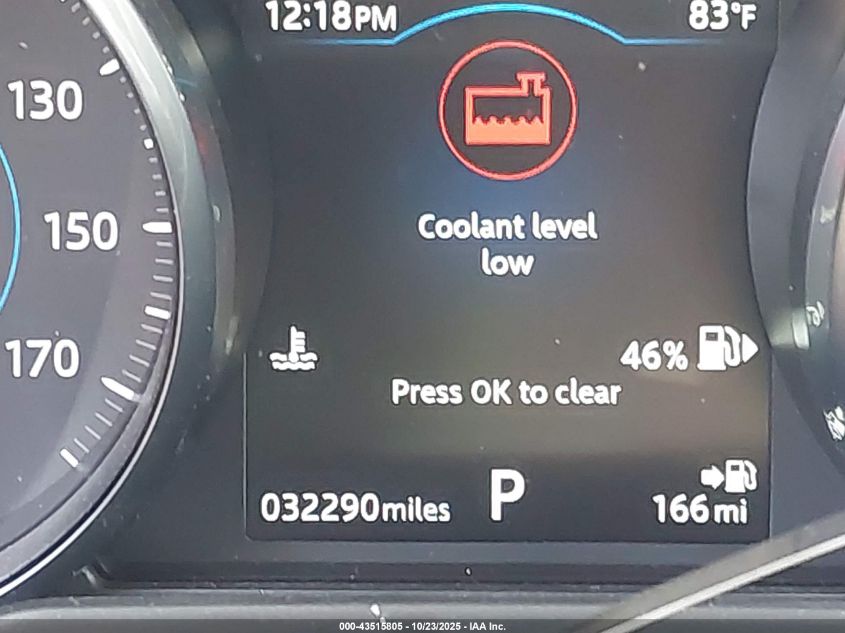 12:18PM 83°F
130
Coolant level
150
low
170
46%
Press OK to clear
032290miles P 166mi
000-43515805 - 10/23/2025 - IAA Inc.